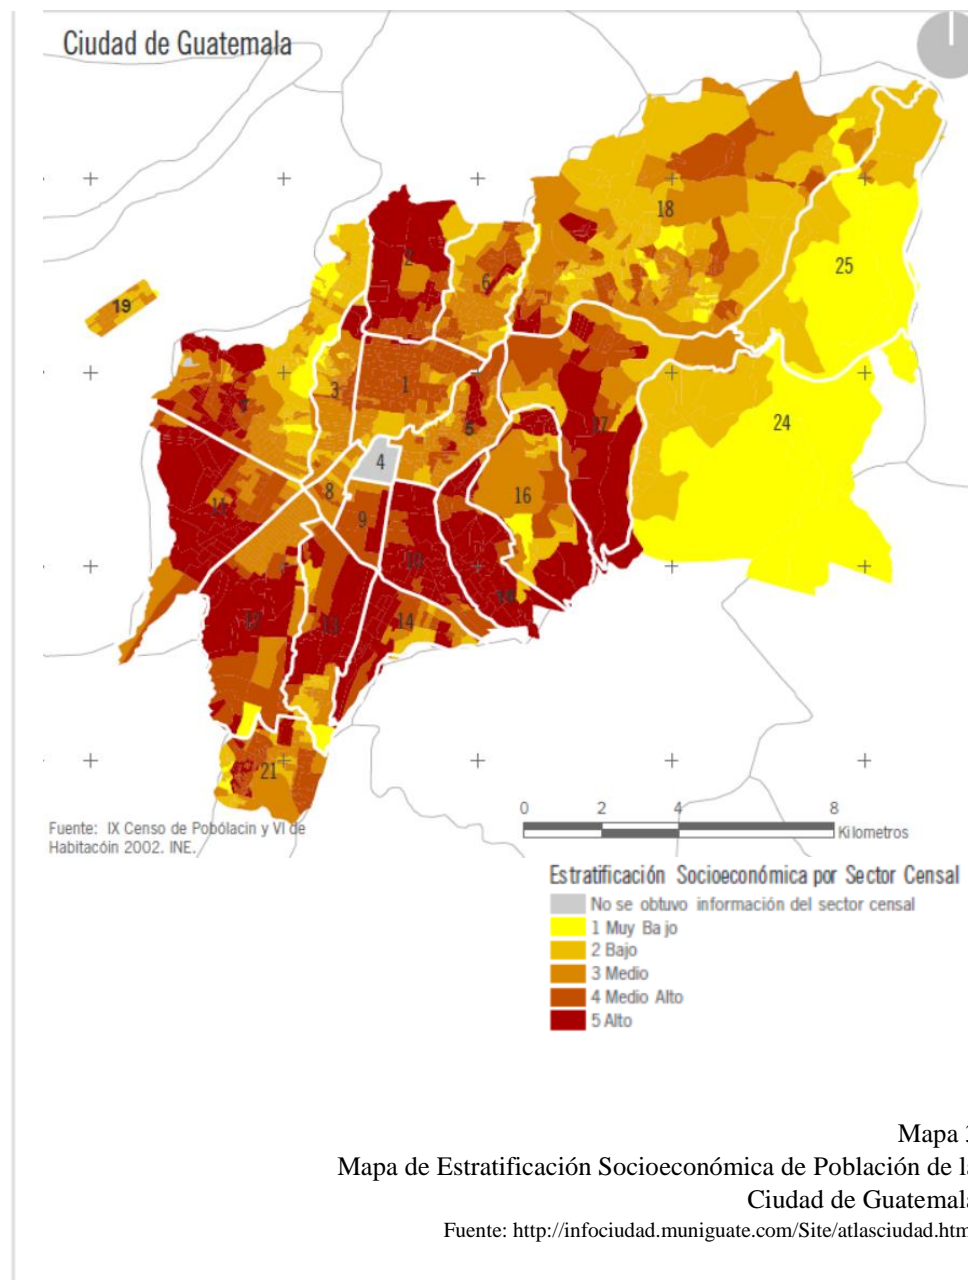 Ciudad de Guatemala
18
25
2
6
19
24
3
1
7
5
17
4
8
16
11
9
10
15
12
13
14
21
0 2 4 8
Kilometros
Fuente: IX Censo de Pobólacin y VI de
Habitacóin 2002. INE.
Estratificación Socioeconómica por Sector Censal
No se obtuvo información del sector censal
1 Muy Bajo
2 Bajo
3 Medio
4 Medio Alto
5 Alto
Mapa
Mapa de Estratificación Socioeconómica de Población de la
Ciudad de Guatemala
Fuente: http://infociudad.muniguate.com/Site/atlasciudad.htm